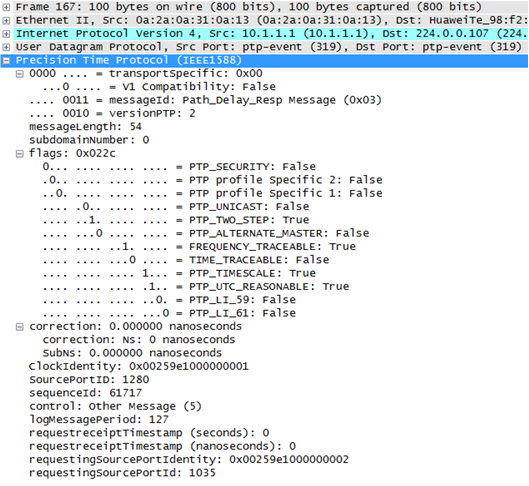 Frame 167: 100 bytes on wire (800 bits), 100 bytes captured (800 bits)
Ethernet II, Src: 0a:2a:0a:31:0a:13 (0a:2a:0a:31:0a:13), Dst: HuaweiTe_98:f2:
Internet Protocol Version 4, Src: 10.1.1.1 (10.1.1.1), Dst: 224.0.0.107 (224.
User Datagram Protocol, Src Port: ptp-event (319), Dst Port: ptp-event (319)
Precision Time Protocol (IEEE1588)
0000 .... = transportSpecific: 0x00
...0 .... = V1 Compatibility: False
.... 0011 = messageId: Path_Delay_Resp Message (0x03)
.... 0010 = versionPTP: 2
messageLength: 54
subdomainNumber: 0
flags: 0x022c
0... .... .... .... = PTP_SECURITY: False
.0.. .... .... .... = PTP profile Specific 2: False
..0. .... .... .... = PTP profile Specific 1: False
.... .0.. .... .... = PTP_UNICAST: False
.... ..1. .... .... = PTP_TWO_STEP: True
.... ...0 .... .... = PTP_ALTERNATE_MASTER: False
.... .... ..1. .... = FREQUENCY_TRACEABLE: True
.... .... ...0 .... = TIME_TRACEABLE: False
.... .... .... 1... = PTP_TIMESCALE: True
.... .... .... .1.. = PTP_UTC_REASONABLE: True
.... .... .... ..0. = PTP_LI_59: False
.... .... .... ...0 = PTP_LI_61: False
correction: 0.000000 nanoseconds
correction: Ns: 0 nanoseconds
SubNs: 0.000000 nanoseconds
ClockIdentity: 0x00259e1000000001
SourcePortID: 1280
sequenceId: 61717
control: Other Message (5)
logMessagePeriod: 127
requestreceiptTimestamp (seconds): 0
requestreceiptTimestamp (nanoseconds): 0
requestingSourcePortIdentity: 0x00259e1000000002
requestingSourcePortId: 1035